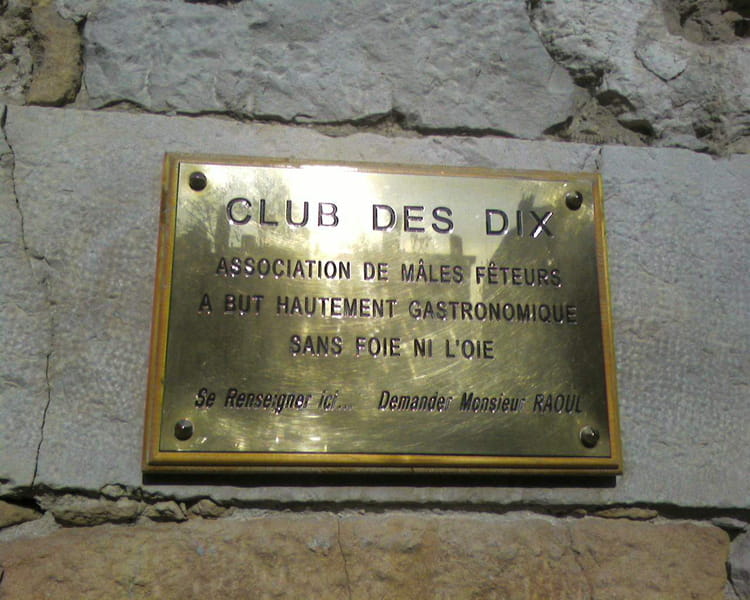 CLUB DES DIX
ASSOCIATION DE MÂLES FÊTEURS
A BUT HAUTEMENT GASTRONOMIQUE
SANS FOIE NI L'OIE
Se Renseigner ici... Demander Monsieur RAOUL